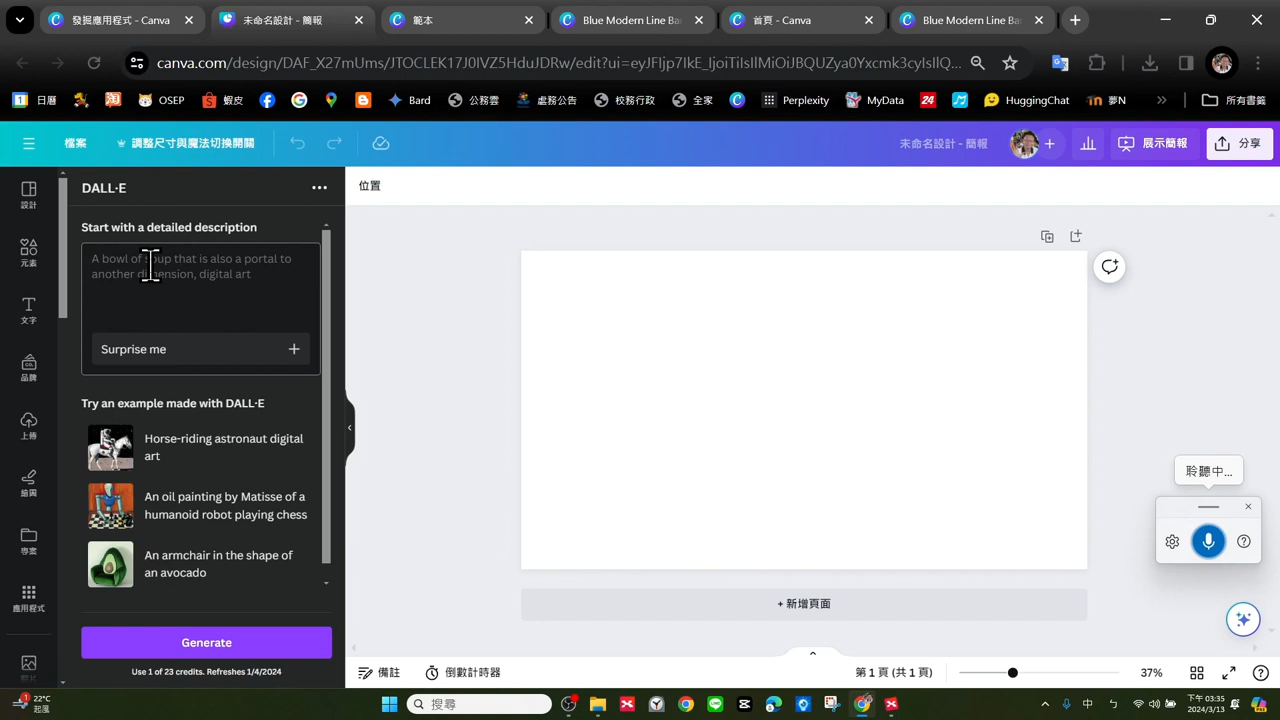 發掘應用程式 - Canva
未命名設計 - 簡報
範本
Blue Modern Line Ba
首頁 - Canva
Blue Modern Line Ba
canva.com/design/DAF_X27mUms/JTOCLEK17J0IVZ5HduJDRw/edit?ui=eyJFIjp7IkE_IjoiTilsIlMiOiJBQUZya0Yxcmk3cyIsIlQ...
日曆
淘
OSEP
蝦皮
Bard
公務雲
處務公告
校務行政
全家
Perplexity
MyData
HuggingChat
夢N
所有書籤
檔案
調整尺寸與魔法切換開關
未命名設計 - 簡報
展示簡報
分享
設計
元素
文字
品牌
上傳
繪圖
專案
應用程式
DALL·E
Start with a detailed description
A bowl of soup that is also a portal to
another dimension, digital art
Surprise me
Try an example made with DALL·E
Horse-riding astronaut digital
art
An oil painting by Matisse of a
humanoid robot playing chess
An armchair in the shape of
an avocado
Generate
Use 1 of 23 credits. Refreshes 1/4/2024
位置
聆聽中...
+ 新增頁面
備註
倒數計時器
第 1 頁 (共 1 頁)
37%
22°C
起風
搜尋
中
下午 03:35
2024/3/13